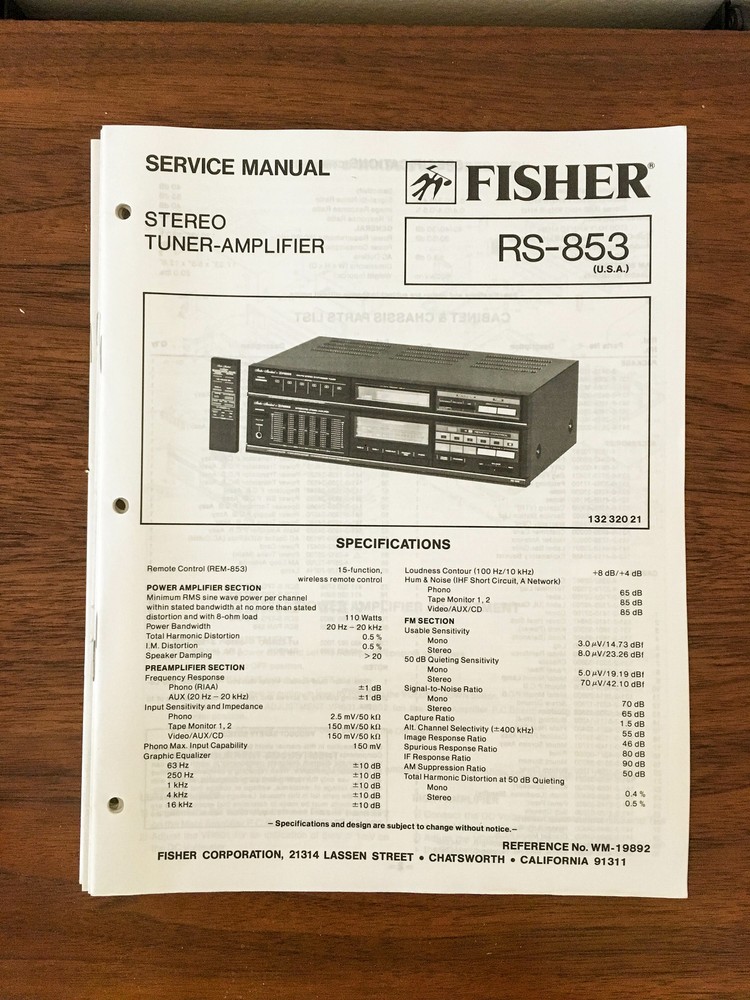 SERVICE MANUAL
FISHER®
STEREO
TUNER-AMPLIFIER
RS-853
(U.S.A.)
132 320 21
SPECIFICATIONS
Remote Control (REM-853) 15-function,
wireless remote control
POWER AMPLIFIER SECTION
Minimum RMS sine wave power per channel
within stated bandwidth at no more than stated
distortion and with 8-ohm load 110 Watts
Power Bandwidth 20 Hz – 20 kHz
Total Harmonic Distortion 0.5 %
I.M. Distortion 0.5 %
Speaker Damping > 20
PREAMPLIFIER SECTION
Frequency Response
Phono (RIAA) ±1 dB
AUX (20 Hz – 20 kHz) ±1 dB
Input Sensitivity and Impedance
Phono 2.5 mV/50 kΩ
Tape Monitor 1, 2 150 mV/50 kΩ
Video/AUX/CD 150 mV/50 kΩ
Phono Max. Input Capability 150 mV
Graphic Equalizer
63 Hz ±10 dB
250 Hz ±10 dB
1 kHz ±10 dB
4 kHz ±10 dB
16 kHz ±10 dB
Loudness Contour (100 Hz/10 kHz) +8 dB/+4 dB
Hum & Noise (IHF Short Circuit, A Network)
Phono 65 dB
Tape Monitor 1, 2 85 dB
Video/AUX/CD 85 dB
FM SECTION
Usable Sensitivity
Mono 3.0 μV/14.73 dBf
Stereo 8.0 μV/23.26 dBf
50 dB Quieting Sensitivity
Mono 5.0 μV/19.19 dBf
Stereo 70 μV/42.10 dBf
Signal-to-Noise Ratio
Mono 70 dB
Stereo 65 dB
Capture Ratio 1.5 dB
Alt. Channel Selectivity (±400 kHz) 55 dB
Image Response Ratio 46 dB
Spurious Response Ratio 80 dB
IF Response Ratio 90 dB
AM Suppression Ratio 50 dB
Total Harmonic Distortion at 50 dB Quieting
Mono 0.4 %
Stereo 0.5 %
– Specifications and design are subject to change without notice.–
REFERENCE No. WM-19892
FISHER CORPORATION, 21314 LASSEN STREET • CHATSWORTH • CALIFORNIA 91311